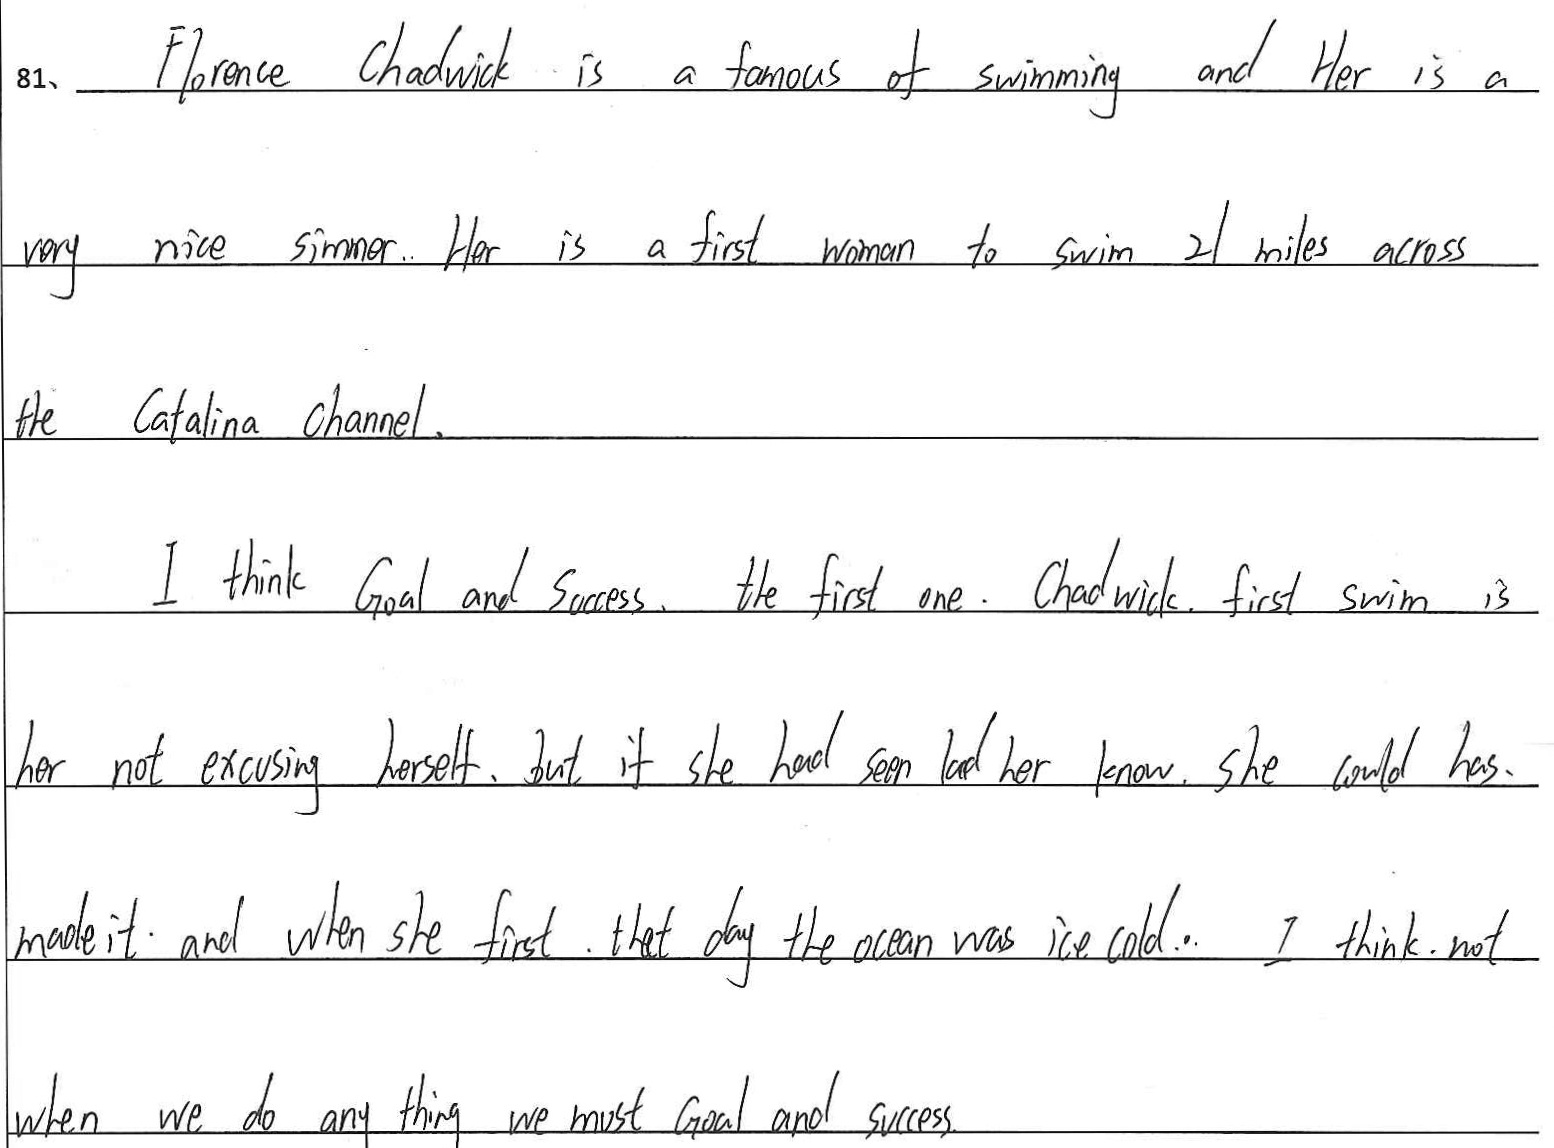 81、 Florence Chadwick is a famous of swimming and Her is a
very nice simmer.. Her is a first woman to swim 21 miles across
the Catalina Channel.
I think Goal and Success. the first one. Chadwick. first swim is
her not excusing herself. but if she had seen lad her know. she could has.
made it. and when she first. that day the ocean was ice cold... I think. not
when we do any thing we must Goal and success.